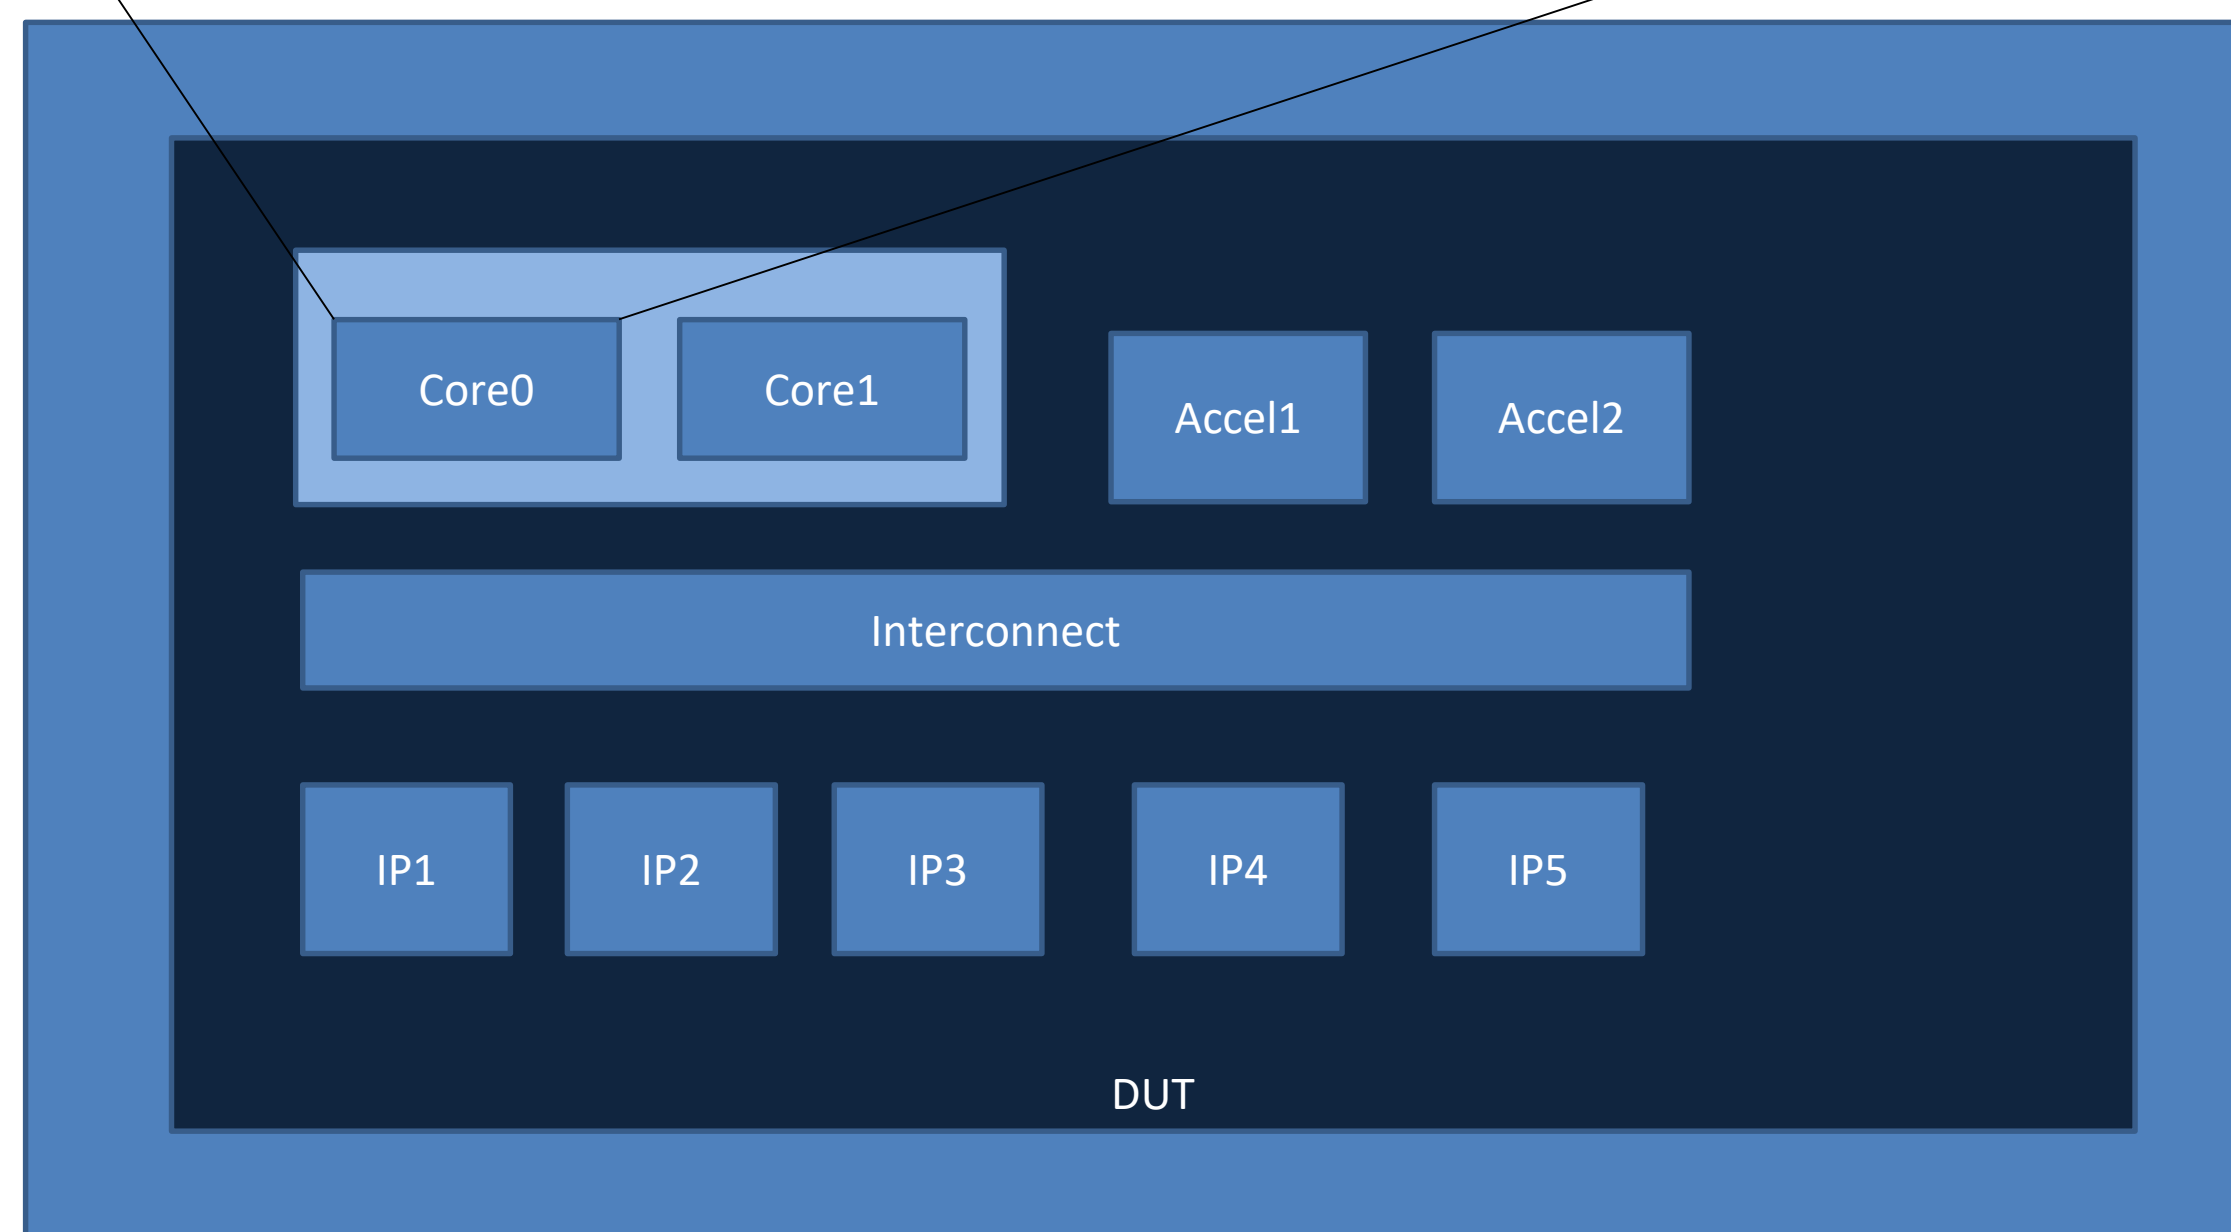 Core0
Core1
Accel1
Accel2
Interconnect
IP1
IP2
IP3
IP4
IP5
DUT